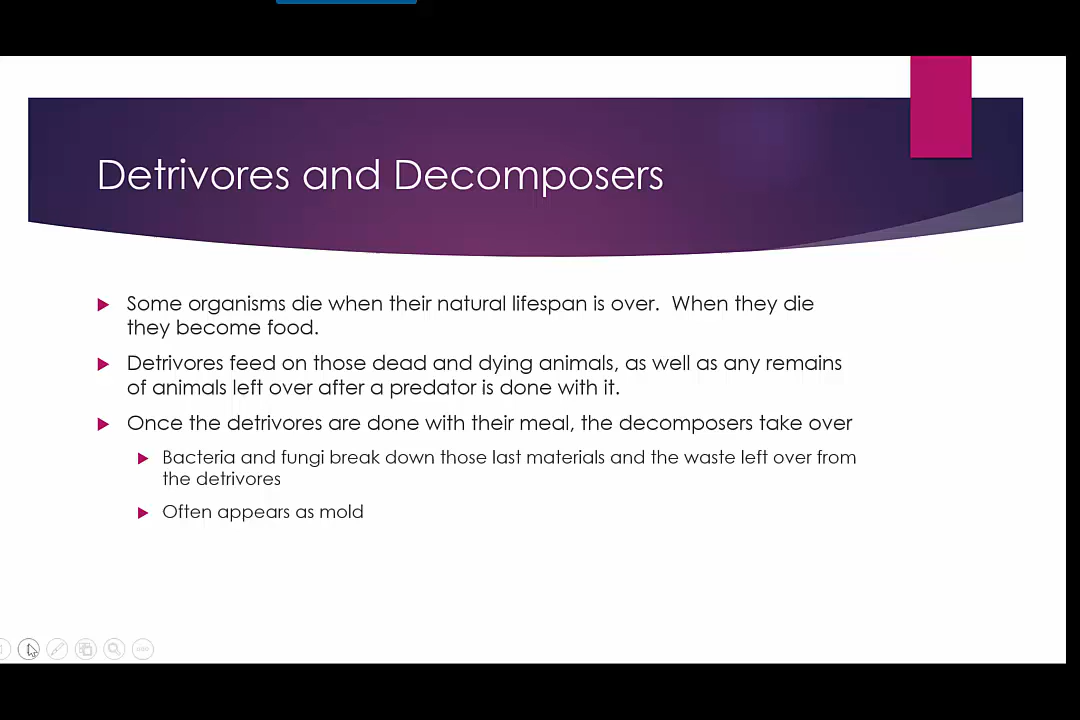 Detrivores and Decomposers
Some organisms die when their natural lifespan is over.  When they die
they become food.
Detrivores feed on those dead and dying animals, as well as any remains
of animals left over after a predator is done with it.
Once the detrivores are done with their meal, the decomposers take over
Bacteria and fungi break down those last materials and the waste left over from
the detrivores
Often appears as mold